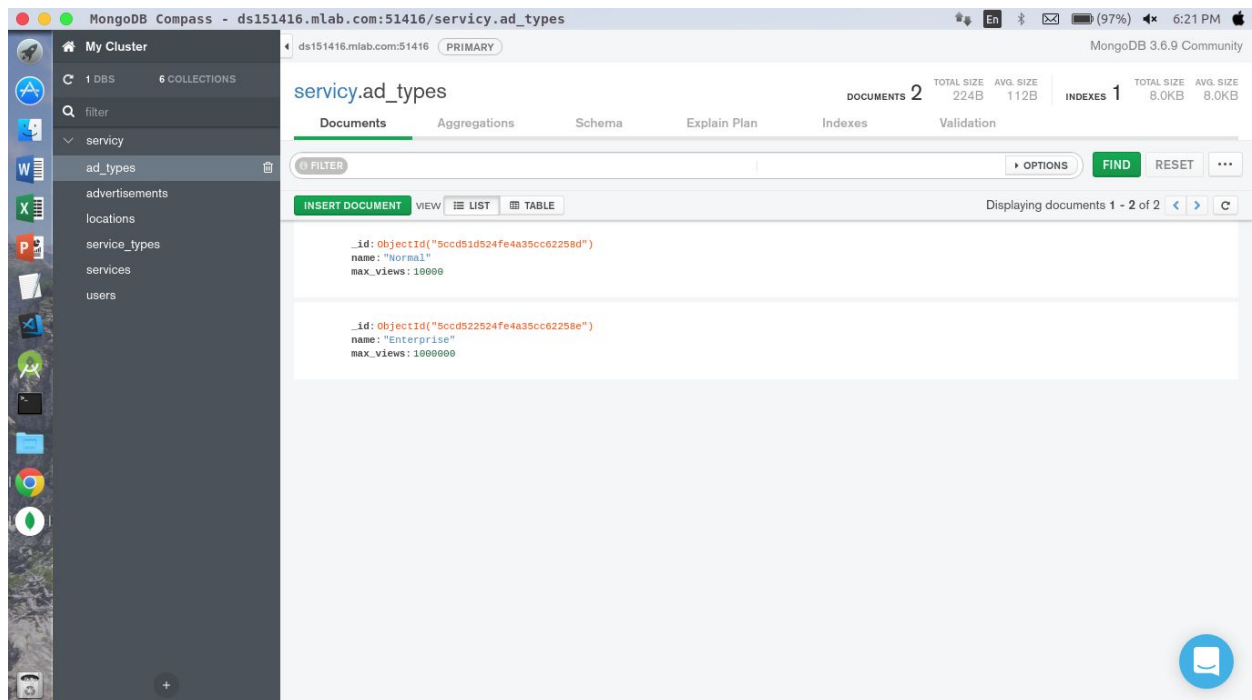 MongoDB Compass - ds151416.mlab.com:51416/servicy.ad_types
En
(97%)
6:21 PM
My Cluster
ds151416.mlab.com:51416
PRIMARY
MongoDB 3.6.9 Community
1 DBS
6 COLLECTIONS
filter
servicy.ad_types
DOCUMENTS 2
TOTAL SIZE 224B
AVG. SIZE 112B
INDEXES 1
TOTAL SIZE 8.0KB
AVG. SIZE 8.0KB
Documents
Aggregations
Schema
Explain Plan
Indexes
Validation
servicy
ad_types
advertisements
locations
service_types
services
users
FILTER
OPTIONS
FIND
RESET
INSERT DOCUMENT
VIEW
LIST
TABLE
Displaying documents 1 - 2 of 2
_id: ObjectId("5ccd51d524fe4a35cc62258d")
name: "Normal"
max_views: 10000
_id: ObjectId("5ccd522524fe4a35cc62258e")
name: "Enterprise"
max_views: 1000000